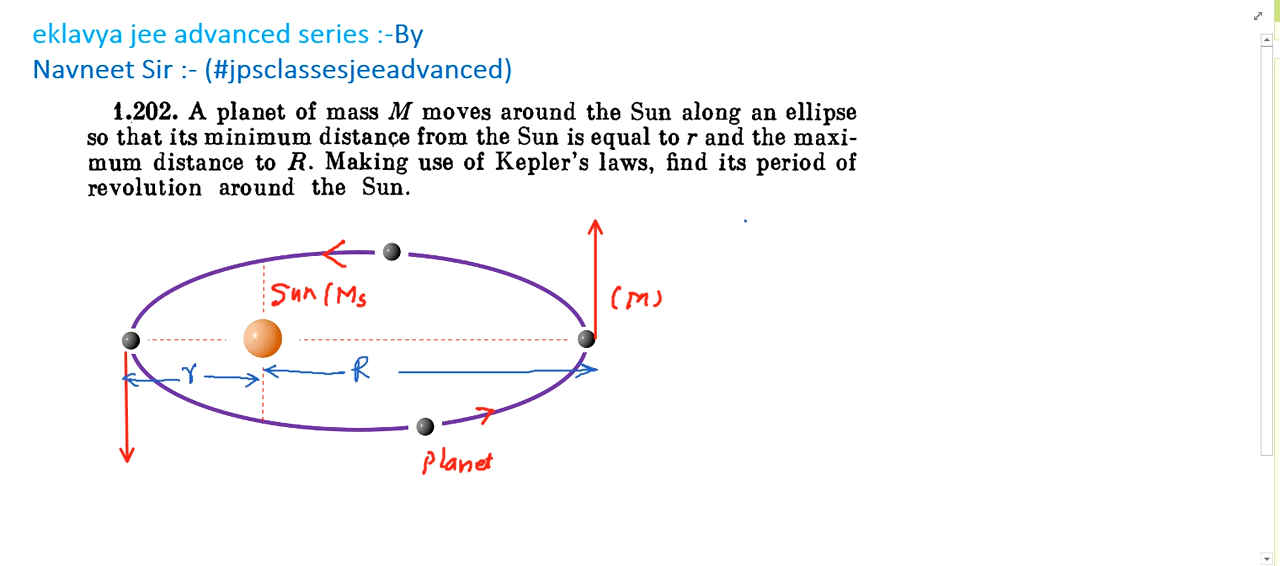 eklavya jee advanced series :-By
Navneet Sir :- (#jpsclassesjeeadvanced)
1.202. A planet of mass M moves around the Sun along an ellipse
so that its minimum distance from the Sun is equal to r and the maxi-
mum distance to R. Making use of Kepler's laws, find its period of
revolution around the Sun.
Sun (Ms
(m)
r
R
planet